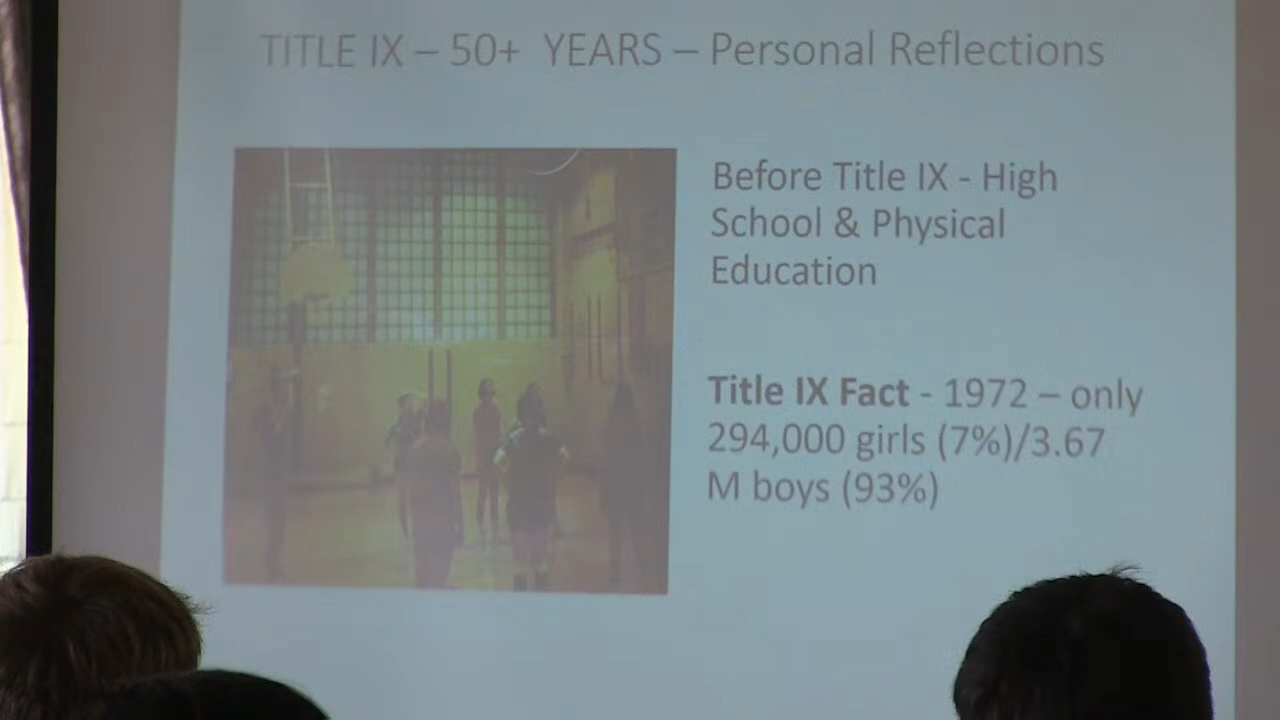 TITLE IX – 50+ YEARS – Personal Reflections
Before Title IX - High
School & Physical
Education
Title IX Fact - 1972 – only
294,000 girls (7%)/3.67
M boys (93%)